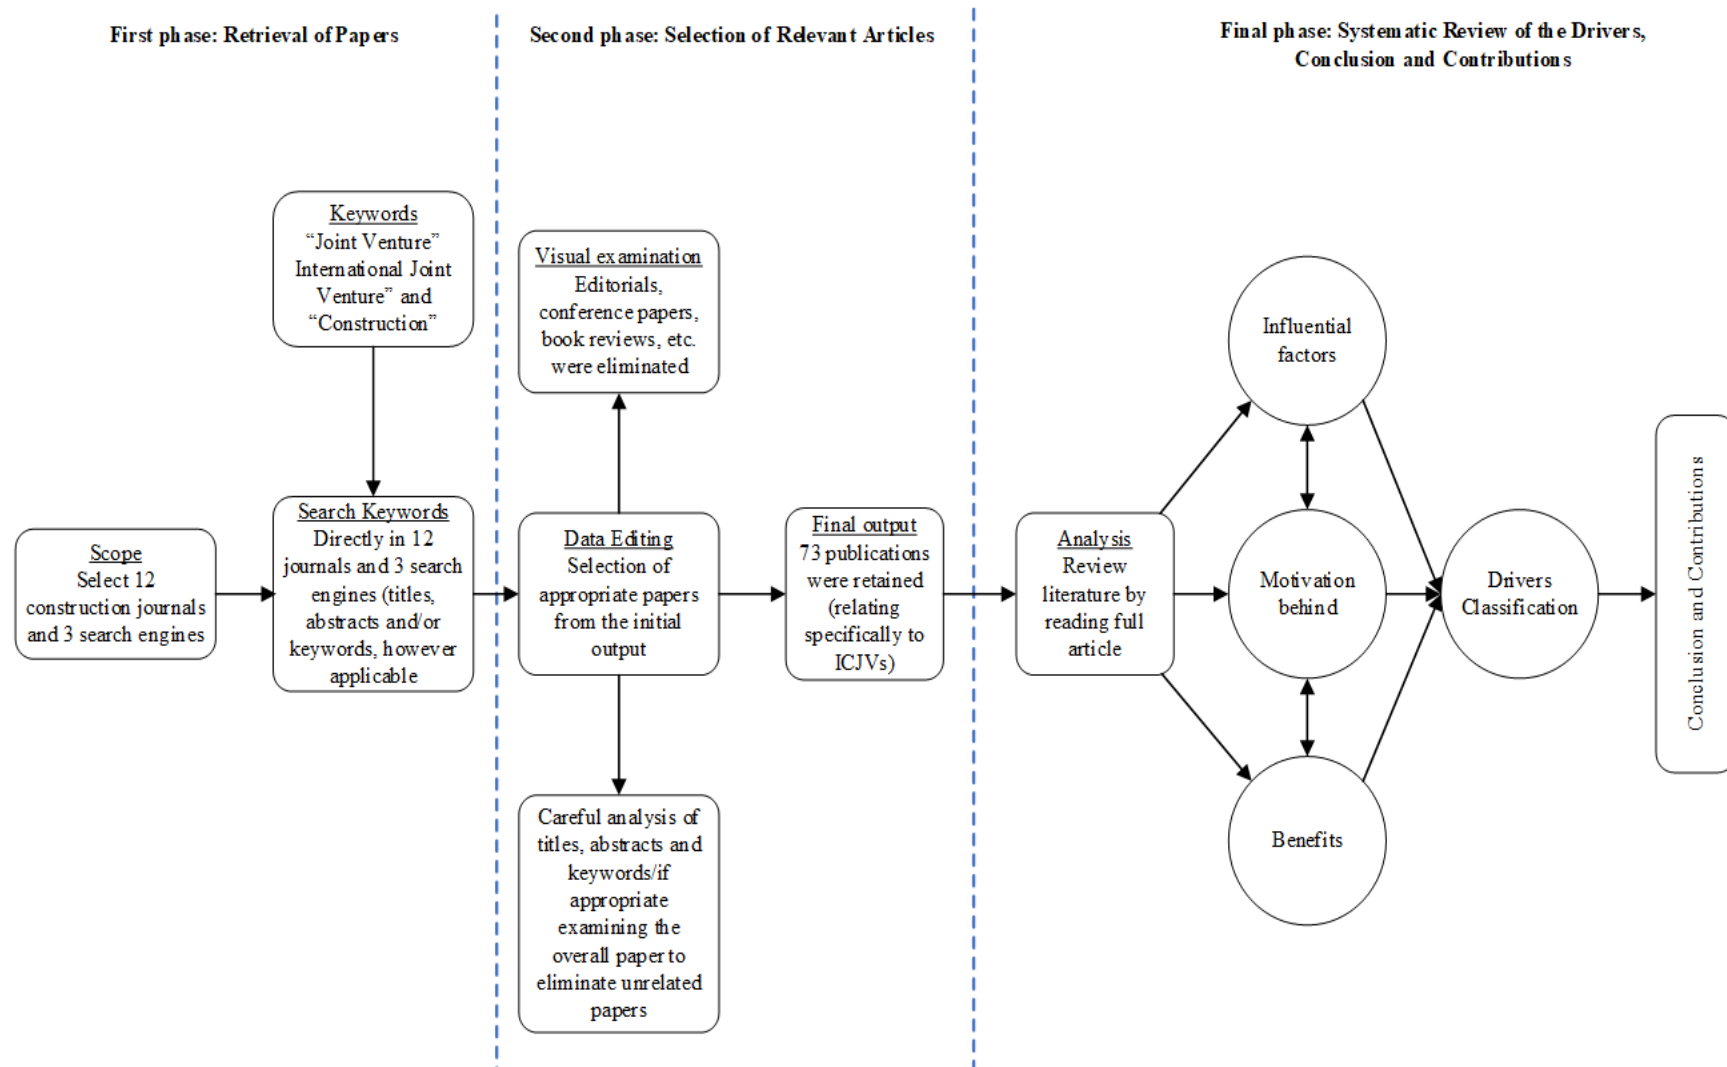 First phase: Retrieval of Papers
Second phase: Selection of Relevant Articles
Final phase: Systematic Review of the Drivers,
Conclusion and Contributions
Keywords
“Joint Venture”
International Joint
Venture” and
“Construction”
Scope
Select 12
construction journals
and 3 search engines
Search Keywords
Directly in 12
journals and 3 search
engines (titles,
abstracts and/or
keywords, however
applicable
Visual examination
Editorials,
conference papers,
book reviews, etc.
were eliminated
Data Editing
Selection of
appropriate papers
from the initial
output
Careful analysis of
titles, abstracts and
keywords/if
appropriate
examining the
overall paper to
eliminate unrelated
papers
Final output
73 publications
were retained
(relating
specifically to
ICJVs)
Analysis
Review
literature by
reading full
article
Influential
factors
Motivation
behind
Benefits
Drivers
Classification
Conclusion and Contributions